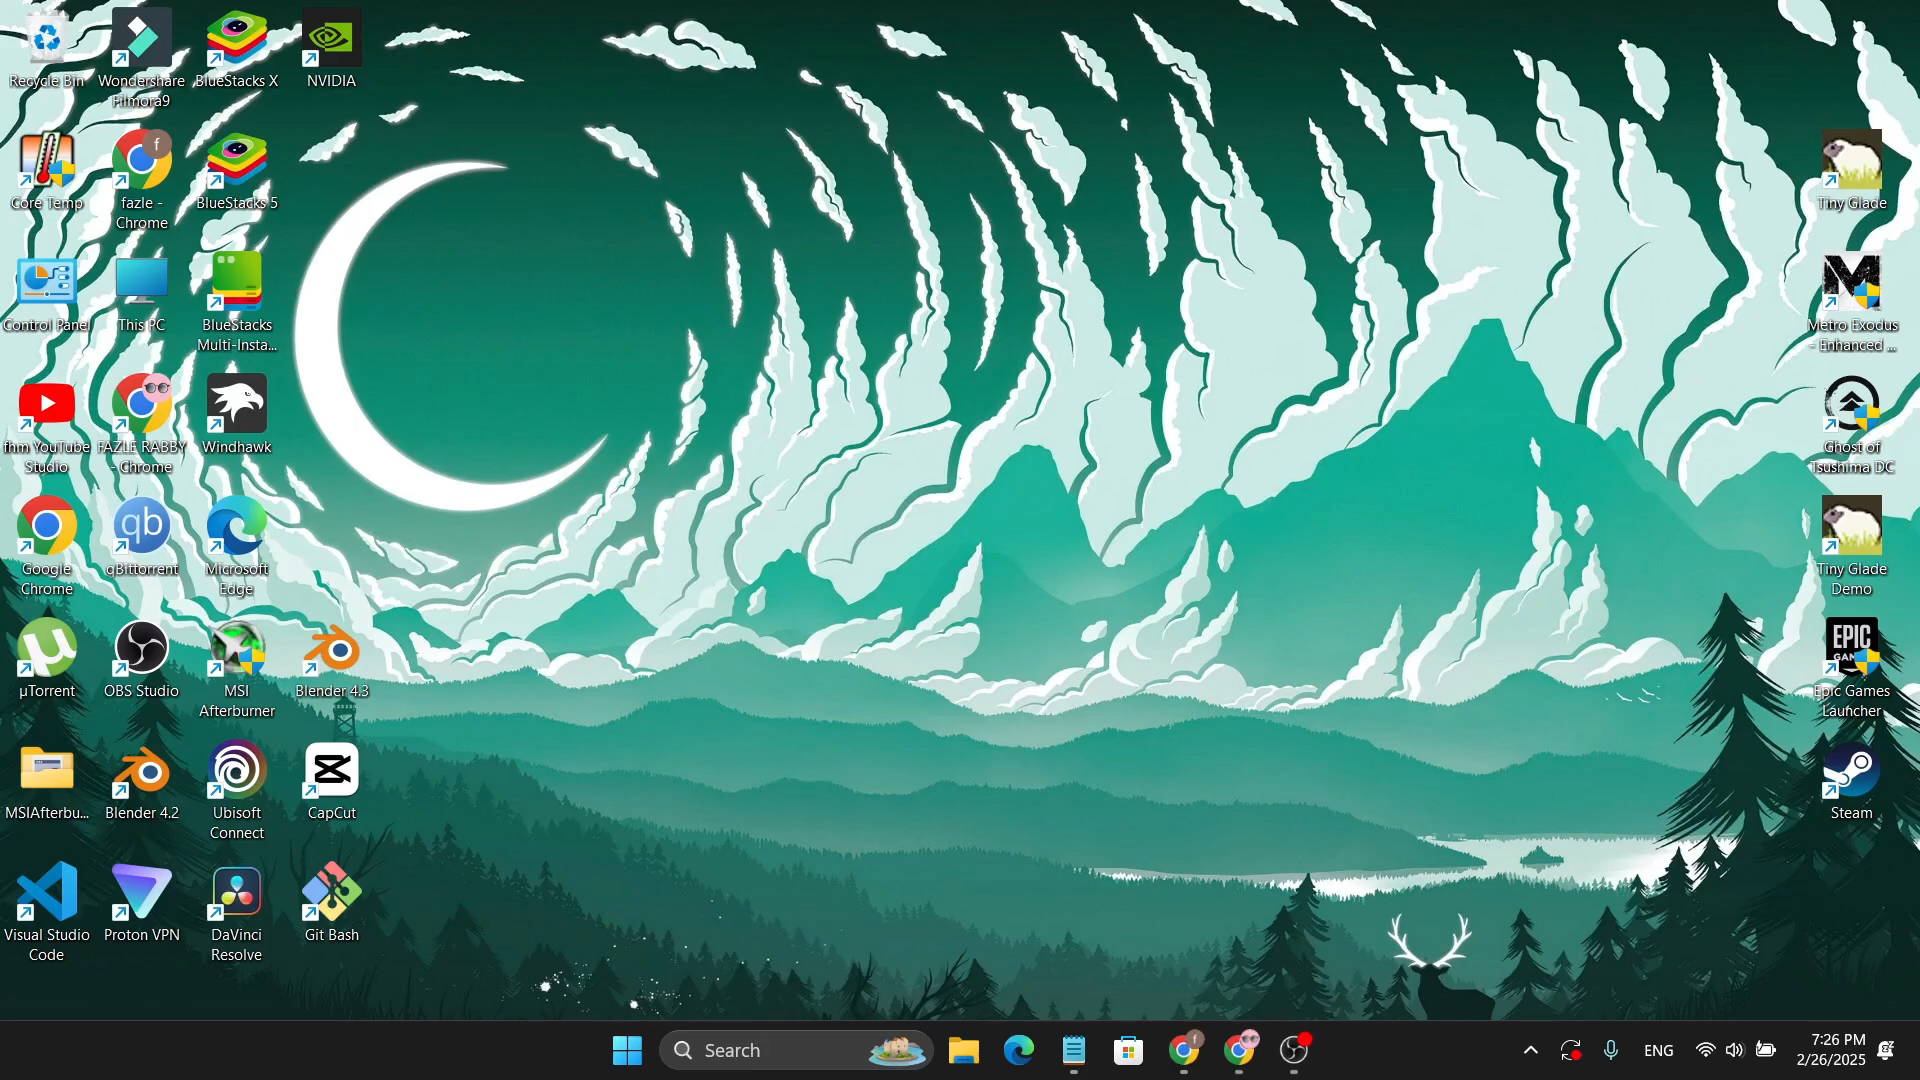 Recycle Bin
Wondershare
Filmora9
BlueStacks X
NVIDIA
Core Temp
f
fazle -
Chrome
BlueStacks 5
Control Panel
This PC
BlueStacks
Multi-Insta...
fhm YouTube
Studio
FAZLE RABBY
- Chrome
Windhawk
Google
Chrome
qb
qBittorrent
Microsoft
Edge
µTorrent
OBS Studio
MSI
Afterburner
Blender 4.3
MSIAfterbu...
Blender 4.2
Ubisoft
Connect
CapCut
Visual Studio
Code
Proton VPN
DaVinci
Resolve
Git Bash
Tiny Glade
Metro Exodus
- Enhanced ...
Ghost of
Tsushima DC
Tiny Glade
Demo
EPIC
Epic Games
Launcher
Steam
Search
f
ENG
7:26 PM
2/26/2025